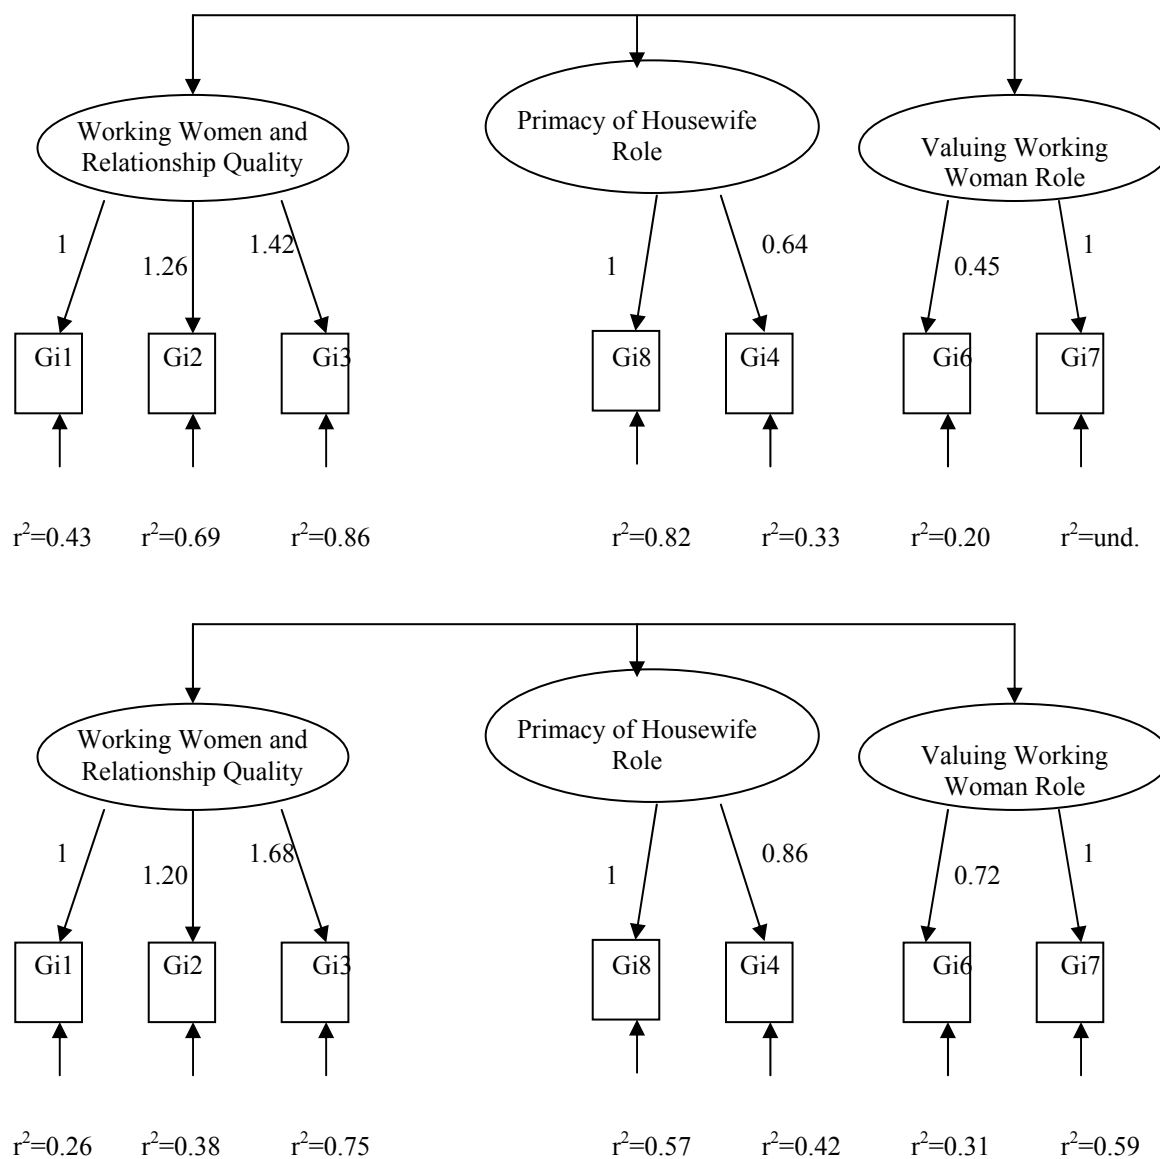 Working Women and
Relationship Quality
Primacy of Housewife
Role
Valuing Working
Woman Role
1
1.26
1.42
1
0.64
0.45
1
Gi1
Gi2
Gi3
Gi8
Gi4
Gi6
Gi7
r²=0.43
r²=0.69
r²=0.86
r²=0.82
r²=0.33
r²=0.20
r²=und.
Working Women and
Relationship Quality
Primacy of Housewife
Role
Valuing Working
Woman Role
1
1.20
1.68
1
0.86
0.72
1
Gi1
Gi2
Gi3
Gi8
Gi4
Gi6
Gi7
r²=0.26
r²=0.38
r²=0.75
r²=0.57
r²=0.42
r²=0.31
r²=0.59